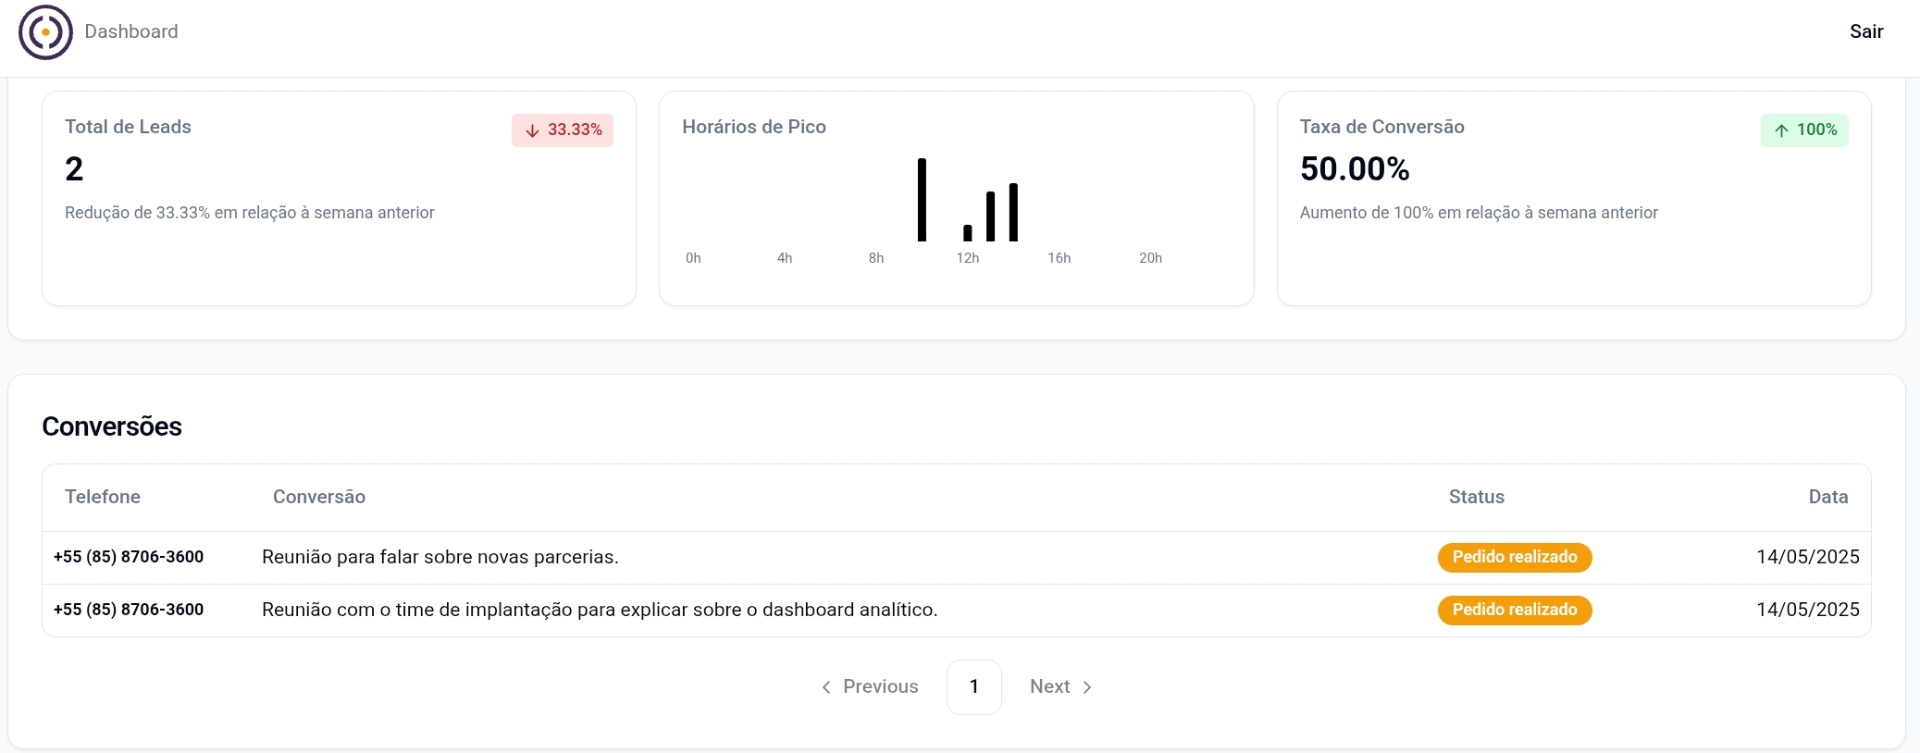 Dashboard
Sair
Total de Leads
33.33%
2
Redução de 33.33% em relação à semana anterior
Horários de Pico
0h 4h 8h 12h 16h 20h
Taxa de Conversão
100%
50.00%
Aumento de 100% em relação à semana anterior
Conversões
Telefone Conversão Status Data
+55 (85) 8706-3600 Reunião para falar sobre novas parcerias. Pedido realizado 14/05/2025
+55 (85) 8706-3600 Reunião com o time de implantação para explicar sobre o dashboard analítico. Pedido realizado 14/05/2025
Previous 1 Next